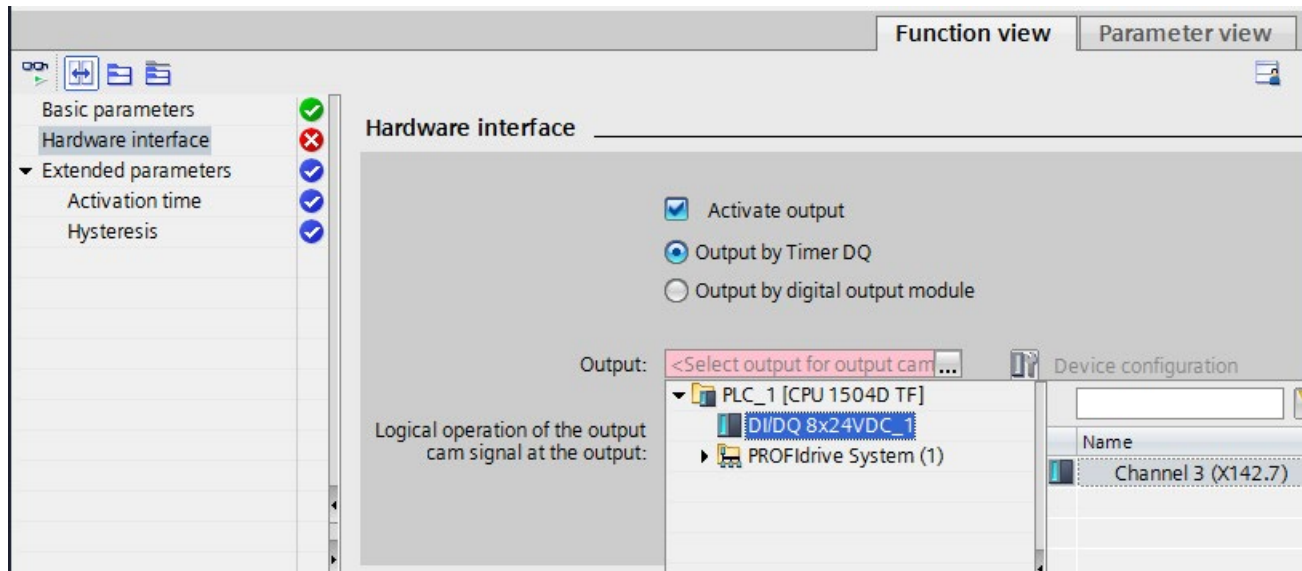 Function view
Parameter view
Basic parameters
Hardware interface
Extended parameters
Activation time
Hysteresis
Hardware interface
Activate output
Output by Timer DQ
Output by digital output module
Output:
<Select output for output cam
...
Device configuration
PLC_1 [CPU 1504D TF]
DI/DQ 8x24VDC_1
PROFIdrive System (1)
Logical operation of the output
cam signal at the output:
Name
Channel 3 (X142.7)